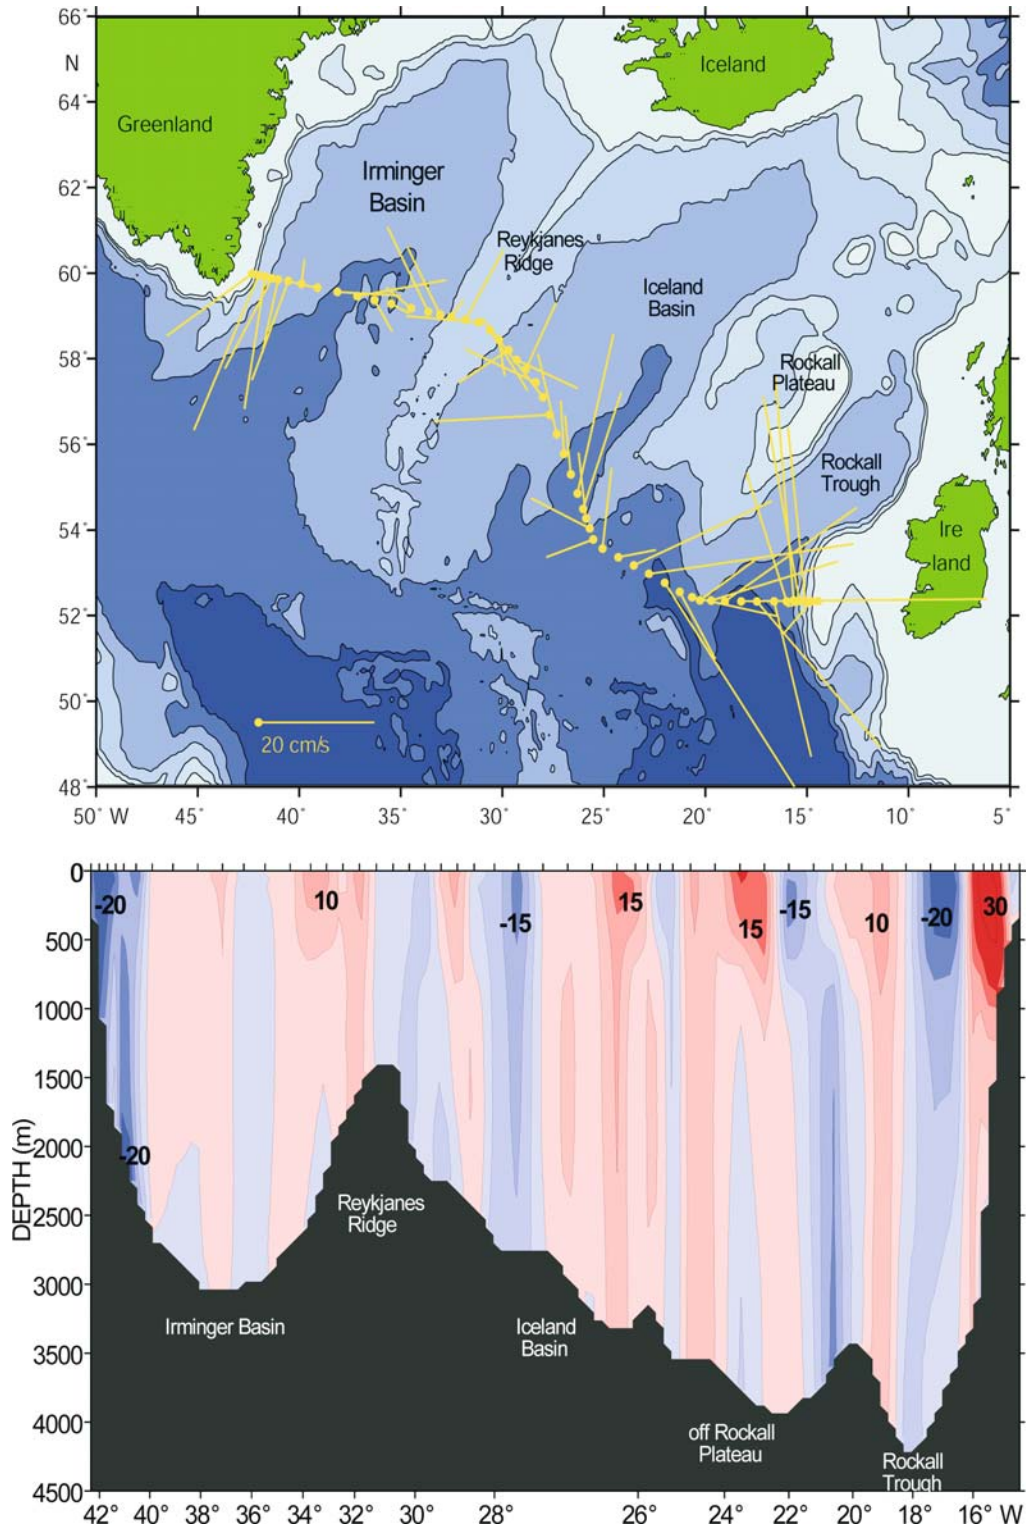 66°
N
64°
62°
60°
58°
56°
54°
52°
50°
48°
Greenland
Iceland
Irminger
Basin
Reykjanes
Ridge
Iceland
Basin
Rockall
Plateau
Rockall
Trough
Ire
land
20 cm/s
50° W 45° 40° 35° 30° 25° 20° 15° 10° 5°
DEPTH (m)
0
500
1000
1500
2000
2500
3000
3500
4000
4500
-20
10
-15
15
15
-15
10
-20
30
-20
Reykjanes
Ridge
Irminger Basin
Iceland
Basin
off Rockall
Plateau
Rockall
Trough
42° 40° 38° 36° 34° 32° 30° 28° 26° 24° 22° 20° 18° 16° W